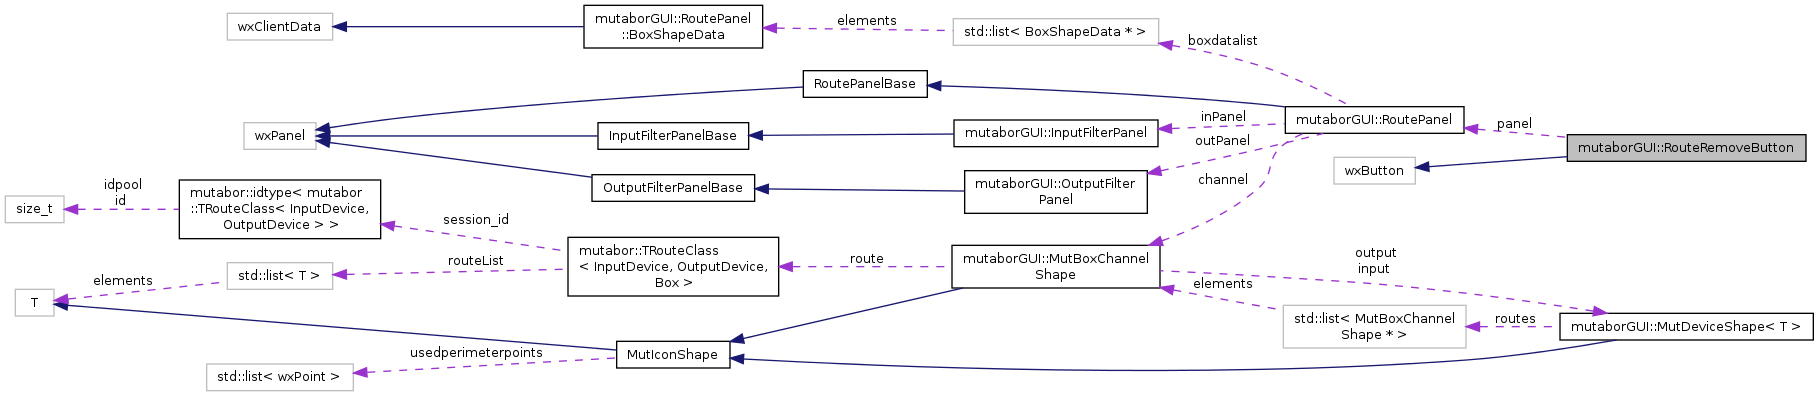 wxClientData
mutaborGUI::RoutePanel
::BoxShapeData
elements
std::list< BoxShapeData * >
boxdatalist
RoutePanelBase
wxPanel
InputFilterPanelBase
mutaborGUI::InputFilterPanel
inPanel
outPanel
mutaborGUI::RoutePanel
panel
mutaborGUI::RouteRemoveButton
wxButton
OutputFilterPanelBase
mutaborGUI::OutputFilter
Panel
channel
size_t
idpool
id
mutabor::idtype< mutabor
::TRouteClass< InputDevice,
OutputDevice > >
session_id
mutabor::TRouteClass
< InputDevice, OutputDevice,
Box >
routeList
std::list< T >
elements
T
route
mutaborGUI::MutBoxChannel
Shape
output
input
elements
std::list< MutBoxChannel
Shape * >
routes
mutaborGUI::MutDeviceShape< T >
MutIconShape
usedperimeterpoints
std::list< wxPoint >